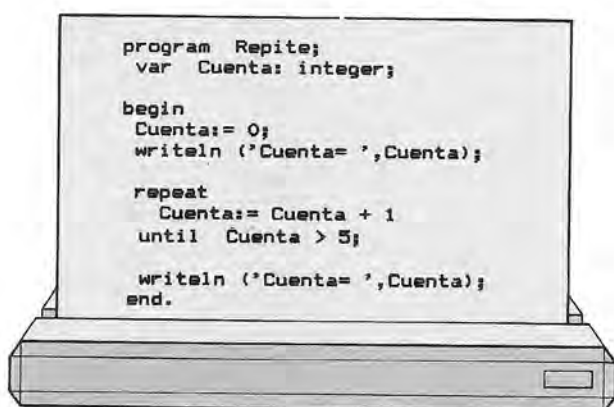 program Repite;
var Cuenta: integer;
begin
Cuenta:= 0;
writeln ('Cuenta= ',Cuenta);
repeat
Cuenta:= Cuenta + 1
until Cuenta > 5;
writeln ('Cuenta= ',Cuenta);
end.